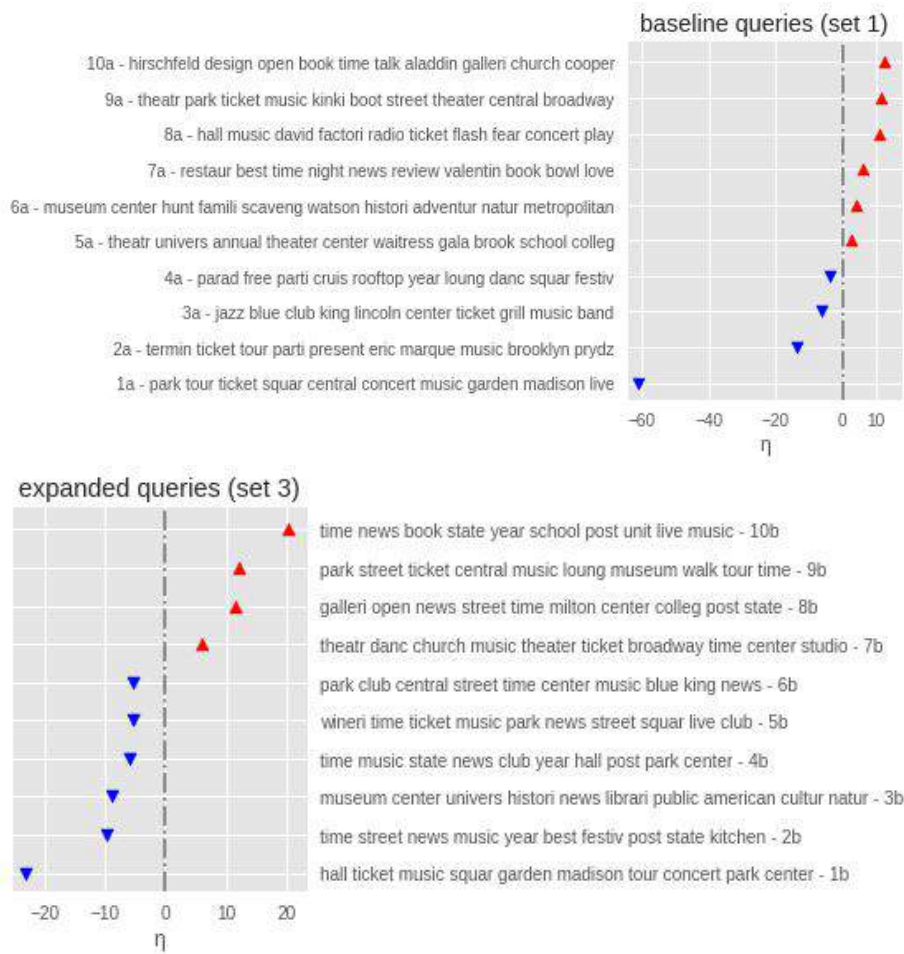 baseline queries (set 1)
10a - hirschfeld design open book time talk aladdin galleri church cooper
9a - theatr park ticket music kinki boot street theater central broadway
8a - hall music david factori radio ticket flash fear concert play
7a - restaur best time night news review valentin book bowl love
6a - museum center hunt famili scaveng watson histori adventur natur metropolitan
5a - theatr univers annual theater center waitress gala brook school colleg
4a - parad free parti cruis rooftop year loung danc squar festiv
3a - jazz blue club king lincoln center ticket grill music band
2a - termin ticket tour parti present eric marque music brooklyn prydz
1a - park tour ticket squar central concert music garden madison live
−60 −40 −20 0 10
η
expanded queries (set 3)
time news book state year school post unit live music - 10b
park street ticket central music loung museum walk tour time - 9b
galleri open news street time milton center colleg post state - 8b
theatr danc church music theater ticket broadway time center studio - 7b
park club central street time center music blue king news - 6b
wineri time ticket music park news street squar live club - 5b
time music state news club year hall post park center - 4b
museum center univers histori news librari public american cultur natur - 3b
time street news music year best festiv post state kitchen - 2b
hall ticket music squar garden madison tour concert park center - 1b
−20 −10 0 10 20
η